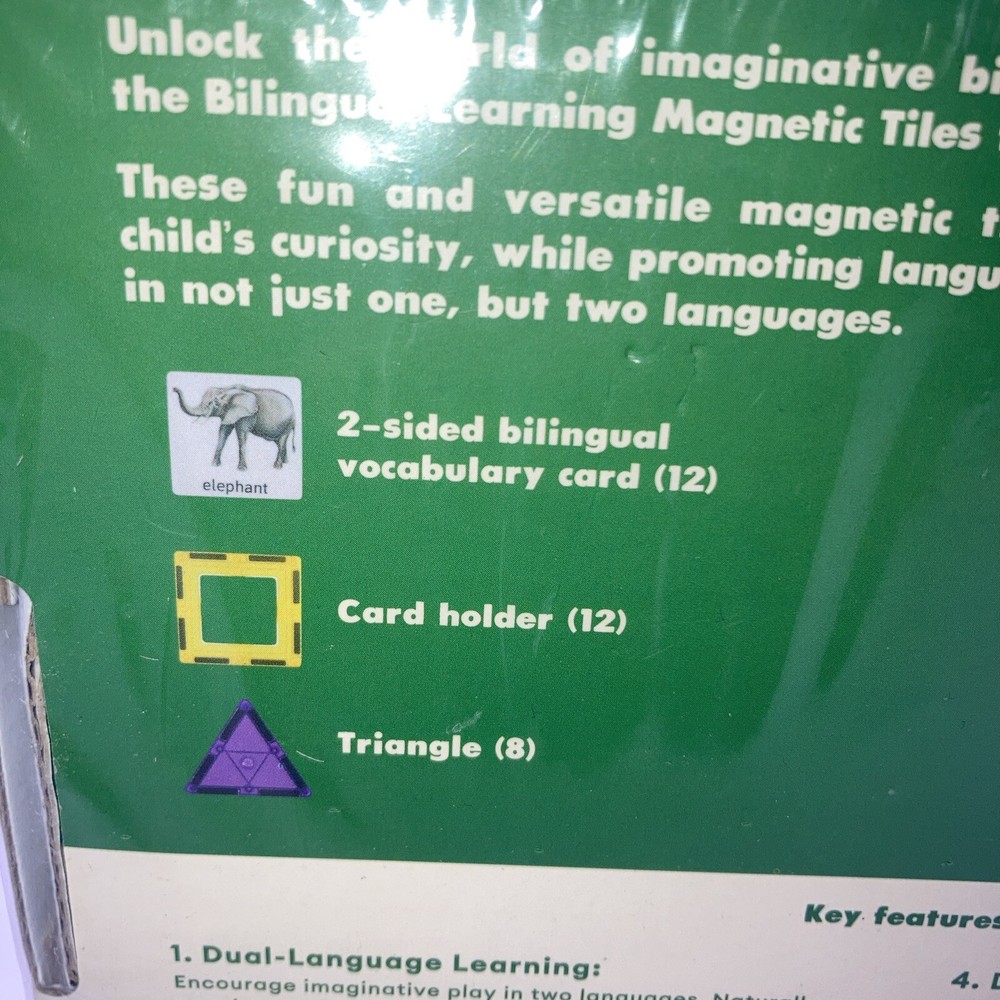 Unlock the of imaginative
the Learning Magnetic Tiles
These fun and versatile magnetic
child's curiosity, while promoting
in not just one, but two languages.
elephant
2-sided bilingual
vocabulary card (12)
Card holder (12)
Triangle (8)
Key features
1. Dual-Language Learning:
4.
Encourage imaginative play in two languages.